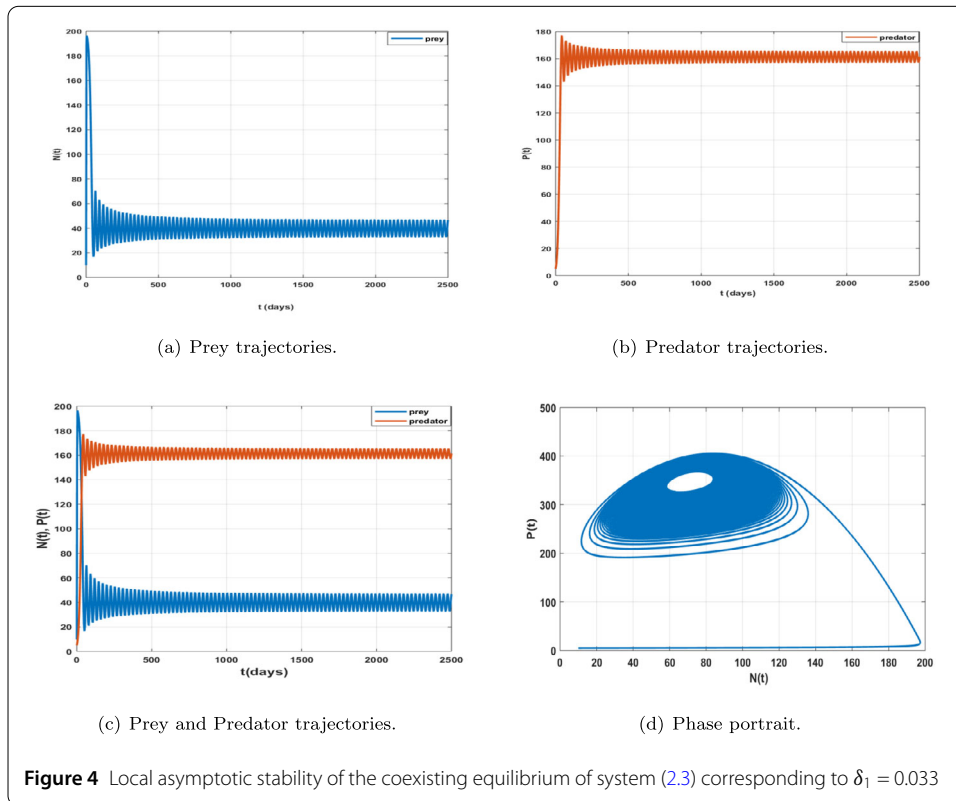 200
180
160
140
120
100
80
60
40
20
0
N(t)
prey
0 500 1000 1500 2000 2500
t (days)
(a) Prey trajectories.
180
160
140
120
100
80
60
40
20
0
P(t)
predator
0 500 1000 1500 2000 2500
t (days)
(b) Predator trajectories.
200
180
160
140
120
100
80
60
40
20
0
N(t), P(t)
prey
predator
0 500 1000 1500 2000 2500
t(days)
(c) Prey and Predator trajectories.
500
400
300
200
100
0
P(t)
0 20 40 60 80 100 120 140 160 180 200
N(t)
(d) Phase portrait.
Figure 4 Local asymptotic stability of the coexisting equilibrium of system (2.3) corresponding to δ₁ = 0.033